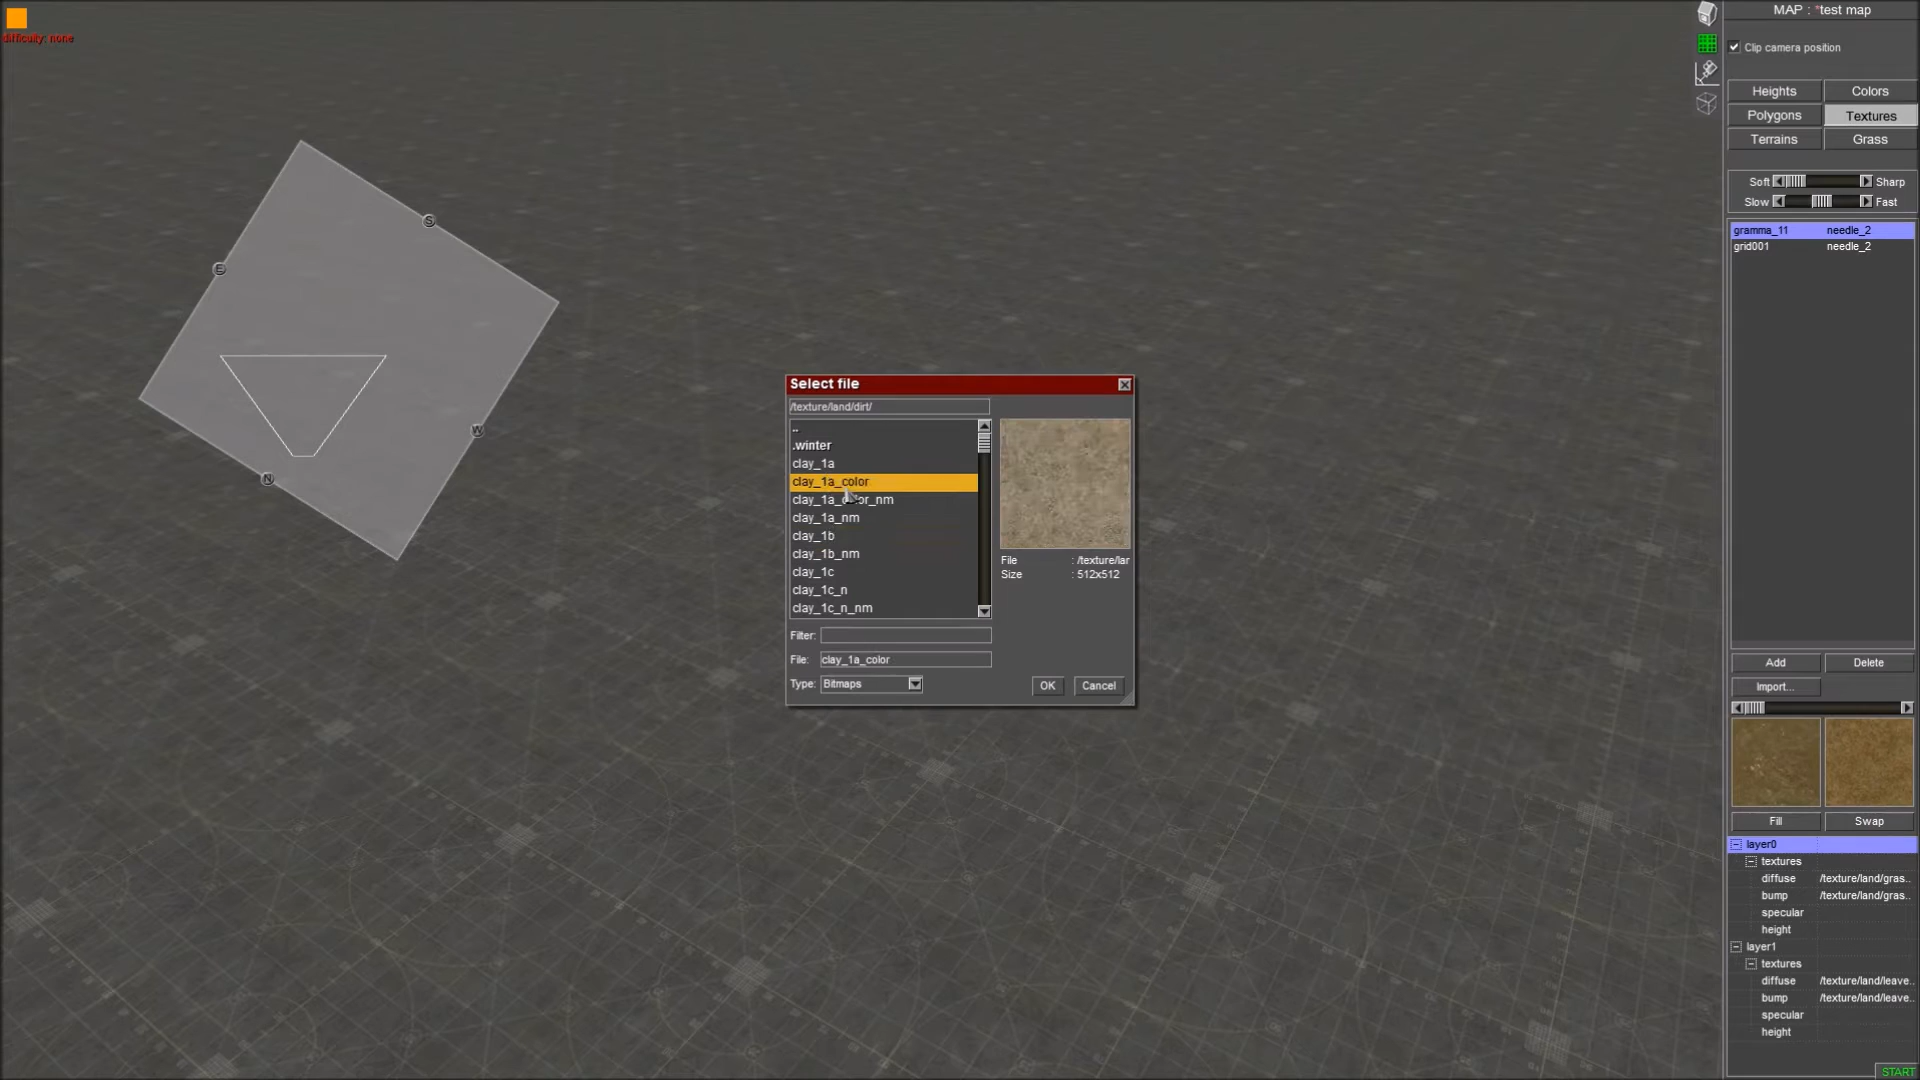 difficulty: none
S
E
W
N
Select file
/texture/land/dirt/
..
.winter
clay_1a
clay_1a_color
clay_1a_color_nm
clay_1a_nm
clay_1b
clay_1b_nm
clay_1c
clay_1c_n
clay_1c_n_nm
File : /texture/lar
Size : 512x512
Filter:
File: clay_1a_color
Type: Bitmaps
OK Cancel
MAP : *test map
Clip camera position
Heights Colors
Polygons Textures
Terrains Grass
Soft Sharp
Slow Fast
gramma_11 needle_2
grid001 needle_2
Add Delete
Import...
Fill Swap
layer0
textures
diffuse /texture/land/gras..
bump /texture/land/gras..
specular
height
layer1
textures
diffuse /texture/land/leave..
bump /texture/land/leave..
specular
height
START